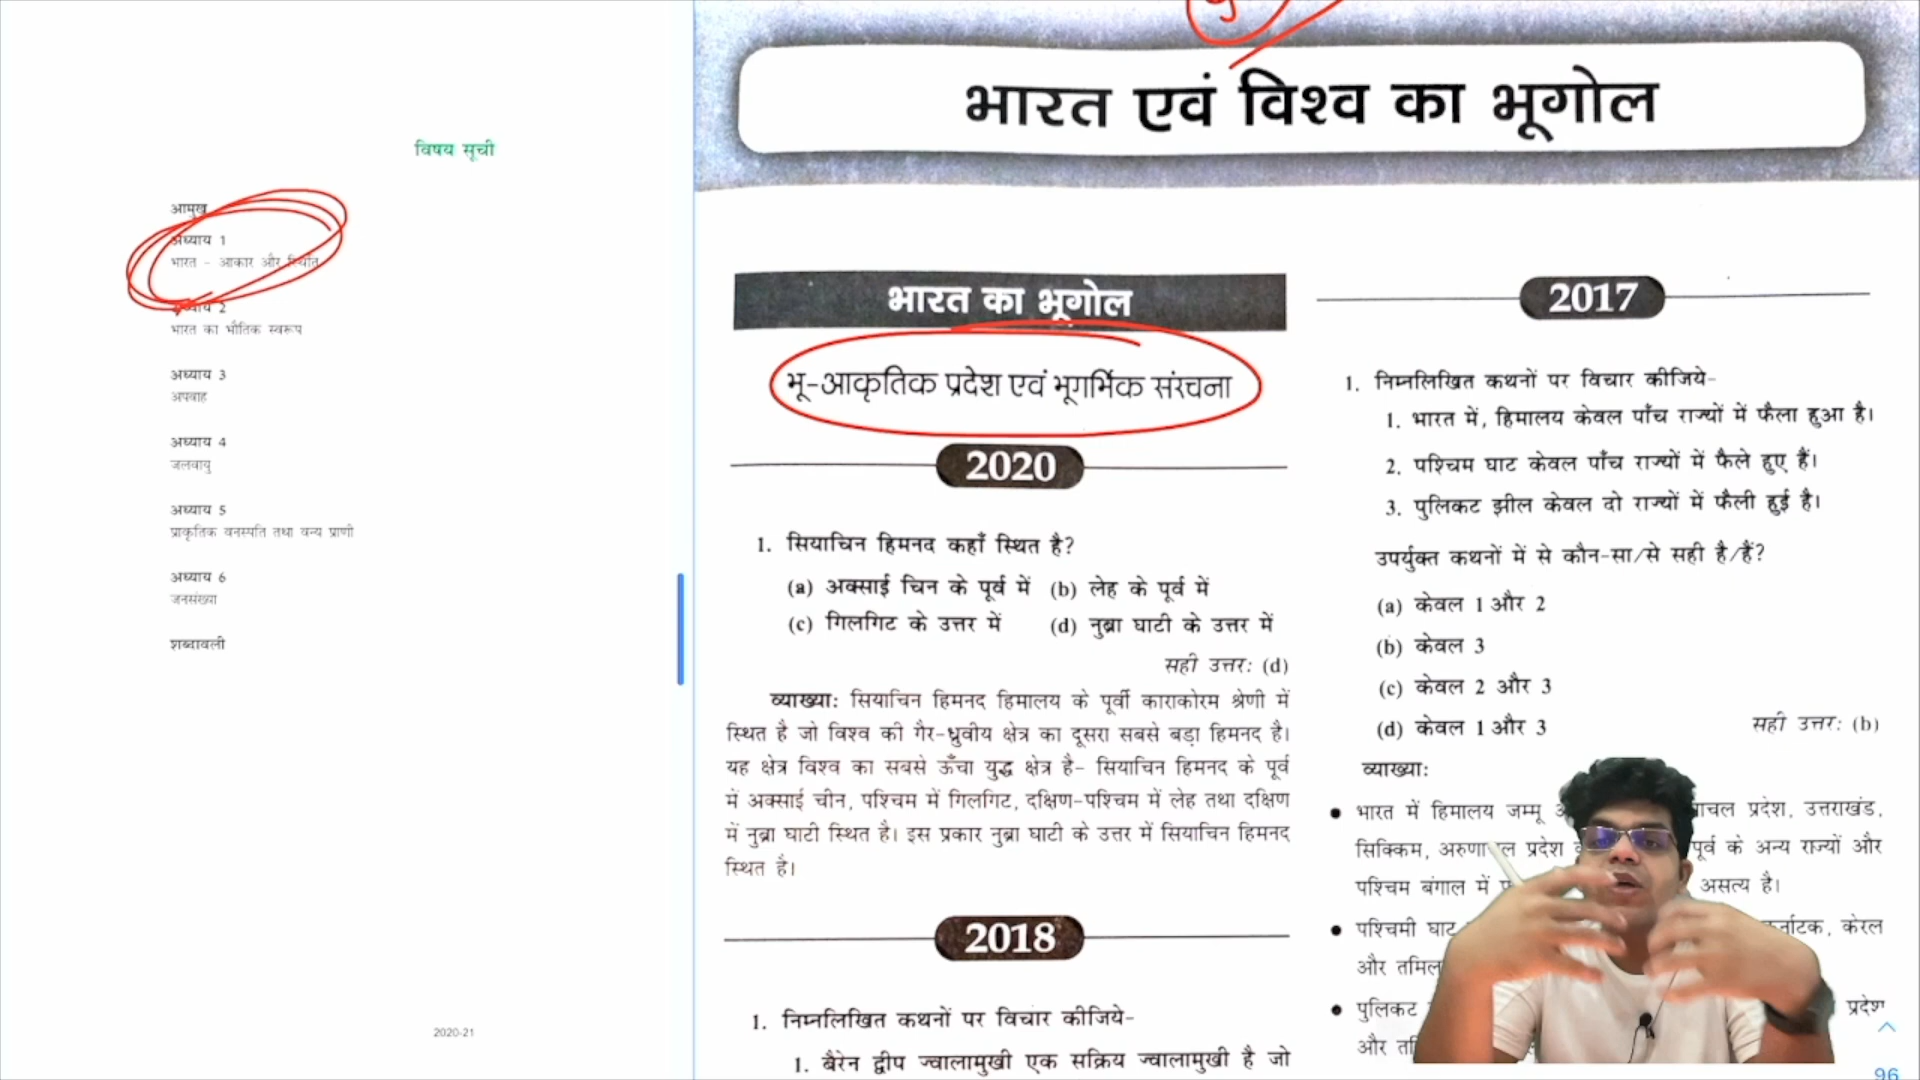 विषय सूची
आमुख
अध्याय 1
भारत - आकार और स्थिति
अध्याय 2
भारत का भौतिक स्वरूप
अध्याय 3
अपवाह
अध्याय 4
जलवायु
अध्याय 5
प्राकृतिक वनस्पति तथा वन्य प्राणी
अध्याय 6
जनसंख्या
शब्दावली
2020-21
भारत एवं विश्व का भूगोल
भारत का भूगोल
भू-आकृतिक प्रदेश एवं भूगर्भिक संरचना
2020
1. सियाचिन हिमनद कहाँ स्थित है?
(a) अक्साई चिन के पूर्व में (b) लेह के पूर्व में
(c) गिलगिट के उत्तर में (d) नुब्रा घाटी के उत्तर में
सही उत्तर: (d)
व्याख्या: सियाचिन हिमनद हिमालय के पूर्वी काराकोरम श्रेणी में
स्थित है जो विश्व की गैर-ध्रुवीय क्षेत्र का दूसरा सबसे बड़ा हिमनद है।
यह क्षेत्र विश्व का सबसे ऊँचा युद्ध क्षेत्र है- सियाचिन हिमनद के पूर्व
में अक्साई चीन, पश्चिम में गिलगिट, दक्षिण-पश्चिम में लेह तथा दक्षिण
में नुब्रा घाटी स्थित है। इस प्रकार नुब्रा घाटी के उत्तर में सियाचिन हिमनद
स्थित है।
2018
1. निम्नलिखित कथनों पर विचार कीजिये-
1. बैरेन द्वीप ज्वालामुखी एक सक्रिय ज्वालामुखी है जो
2017
1. निम्नलिखित कथनों पर विचार कीजिये-
1. भारत में, हिमालय केवल पाँच राज्यों में फैला हुआ है।
2. पश्चिम घाट केवल पाँच राज्यों में फैले हुए हैं।
3. पुलिकट झील केवल दो राज्यों में फैली हुई है।
उपर्युक्त कथनों में से कौन-सा/से सही है/हैं?
(a) केवल 1 और 2
(b) केवल 3
(c) केवल 2 और 3
(d) केवल 1 और 3
सही उत्तर: (b)
व्याख्या:
• भारत में हिमालय जम्मू प्रदेश, उत्तराखंड,
सिक्किम, प्रदेश पूर्व के अन्य राज्यों और
पश्चिम बंगाल में असत्य है।
• पश्चिमी घाट केरल
और
• पुलिकट
और
96